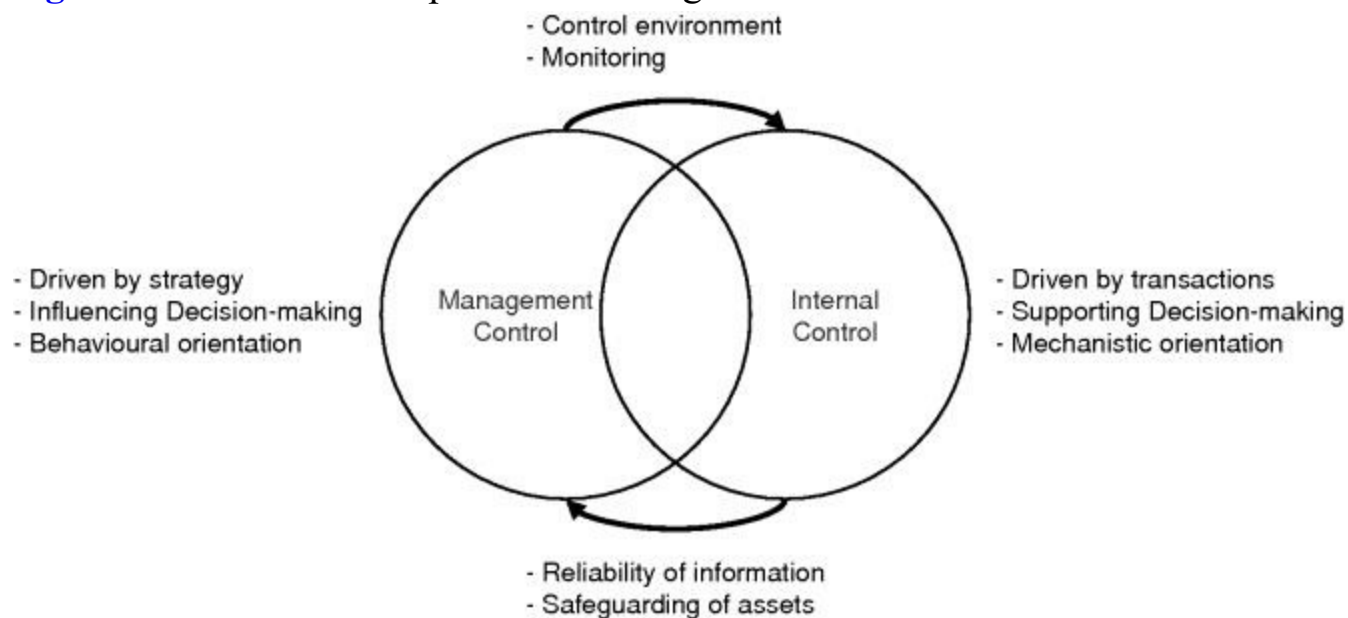 - Control environment
- Monitoring
- Driven by strategy
- Influencing Decision-making
- Behavioural orientation
Management
Control
Internal
Control
- Driven by transactions
- Supporting Decision-making
- Mechanistic orientation
- Reliability of information
- Safeguarding of assets